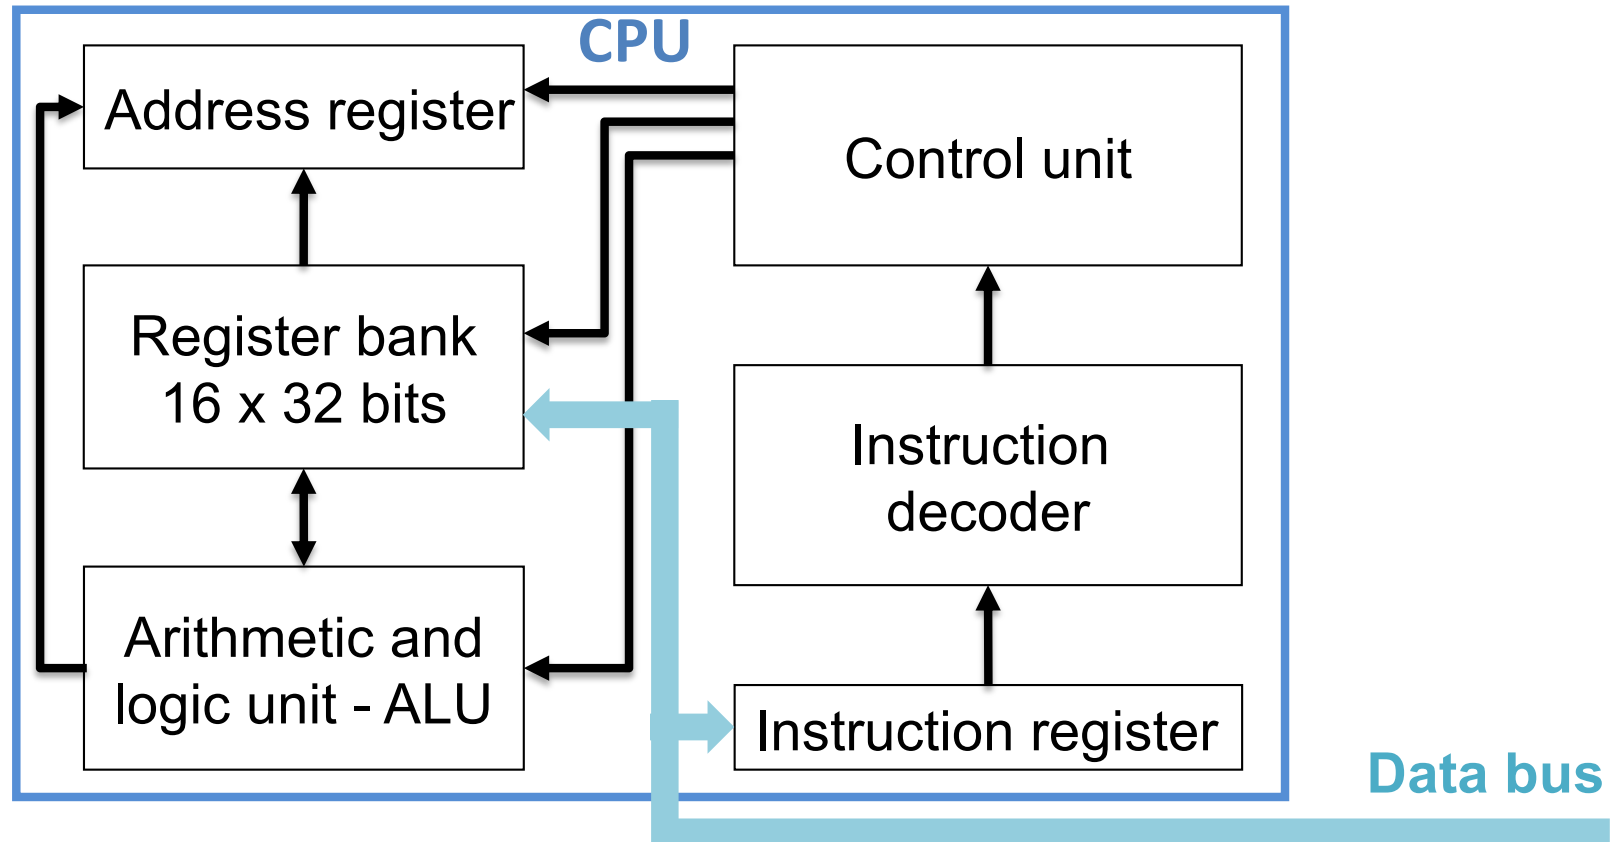 CPU
Address register
Control unit
Register bank
16 x 32 bits
Instruction
decoder
Arithmetic and
logic unit - ALU
Instruction register
Data bus